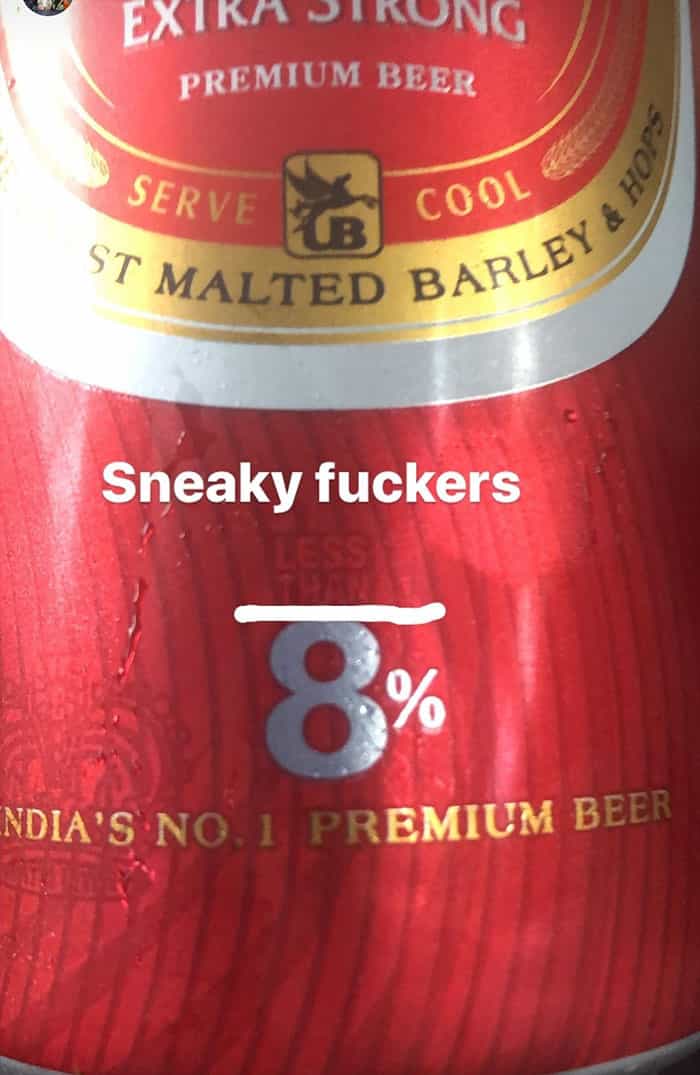 EXTRA STRONG
PREMIUM BEER
SERVE UB COOL
ST MALTED BARLEY & HOPS
Sneaky fuckers
LESS
THAN
8%
INDIA'S NO. 1 PREMIUM BEER